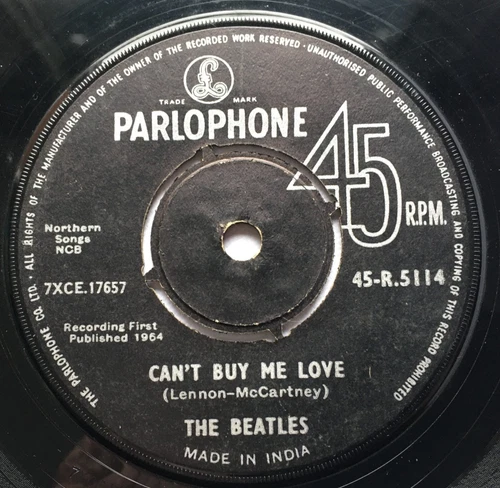 THE PARLOPHONE CO. LTD. · ALL RIGHTS OF THE MANUFACTURER AND OF THE OWNER OF THE RECORDED WORK RESERVED · UNAUTHORISED PUBLIC PERFORMANCE BROADCASTING AND COPYING OF THIS RECORD PROHIBITED
£
TRADE MARK
PARLOPHONE
45 R.P.M.
Northern
Songs
NCB
7XCE.17657
45-R.5114
Recording First
Published 1964
CAN'T BUY ME LOVE
(Lennon-McCartney)
THE BEATLES
MADE IN INDIA